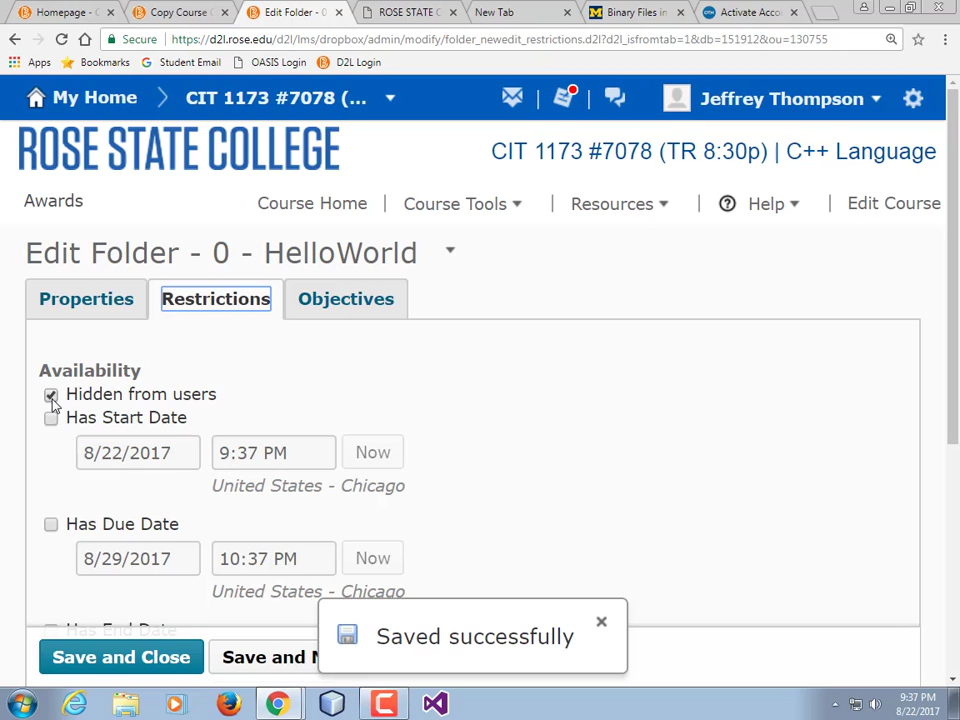 Homepage - C
Copy Course C
Edit Folder - 0
ROSE STATE C
New Tab
Binary Files in
Activate Acco
Secure
https://d2l.rose.edu/d2l/lms/dropbox/admin/modify/folder_newedit_restrictions.d2l?d2l_isfromtab=1&db=151912&ou=130755
Apps
Bookmarks
Student Email
OASIS Login
D2L Login
My Home
CIT 1173 #7078 (...
Jeffrey Thompson
ROSE STATE COLLEGE
CIT 1173 #7078 (TR 8:30p) | C++ Language
Awards
Course Home
Course Tools
Resources
Help
Edit Course
Edit Folder - 0 - HelloWorld
Properties
Restrictions
Objectives
Availability
Hidden from users
Has Start Date
8/22/2017
9:37 PM
Now
United States - Chicago
Has Due Date
8/29/2017
10:37 PM
Now
United States - Chicago
Has End Date
Saved successfully
Save and Close
Save and N
9:37 PM
8/22/2017